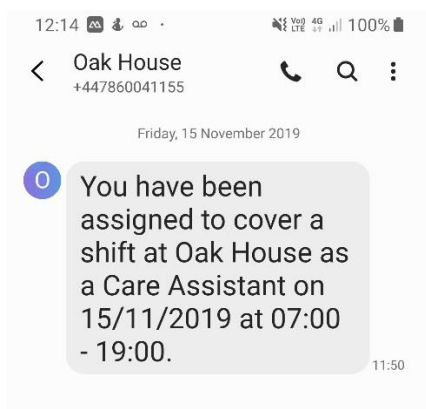 12:14
Vo)) 4G 100%
LTE
Oak House
+447860041155
Friday, 15 November 2019
O
You have been
assigned to cover a
shift at Oak House as
a Care Assistant on
15/11/2019 at 07:00
- 19:00.
11:50